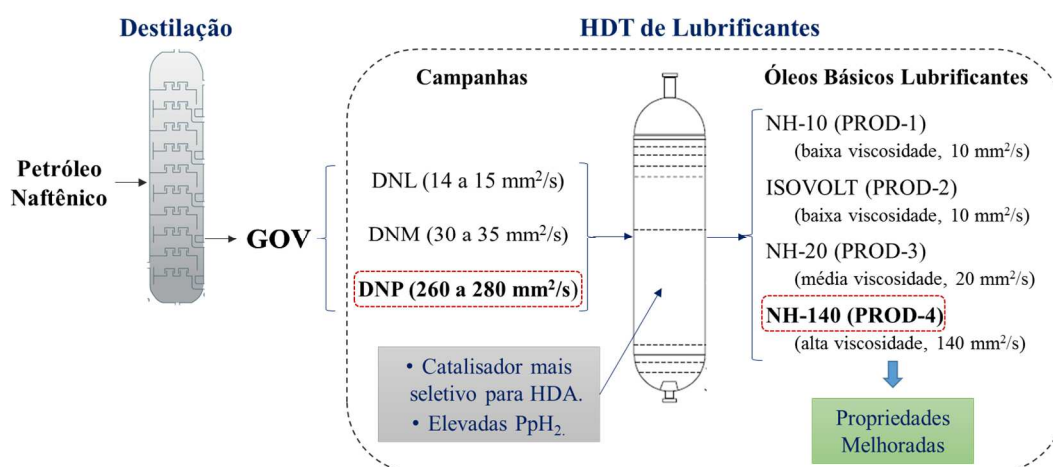 Destilação
HDT de Lubrificantes
Petróleo
Naftênico
GOV
Campanhas
DNL (14 a 15 mm²/s)
DNM (30 a 35 mm²/s)
DNP (260 a 280 mm²/s)
• Catalisador mais
seletivo para HDA.
• Elevadas PpH₂.
Óleos Básicos Lubrificantes
NH-10 (PROD-1)
(baixa viscosidade, 10 mm²/s)
ISOVOLT (PROD-2)
(baixa viscosidade, 10 mm²/s)
NH-20 (PROD-3)
(média viscosidade, 20 mm²/s)
NH-140 (PROD-4)
(alta viscosidade, 140 mm²/s)
Propriedades
Melhoradas